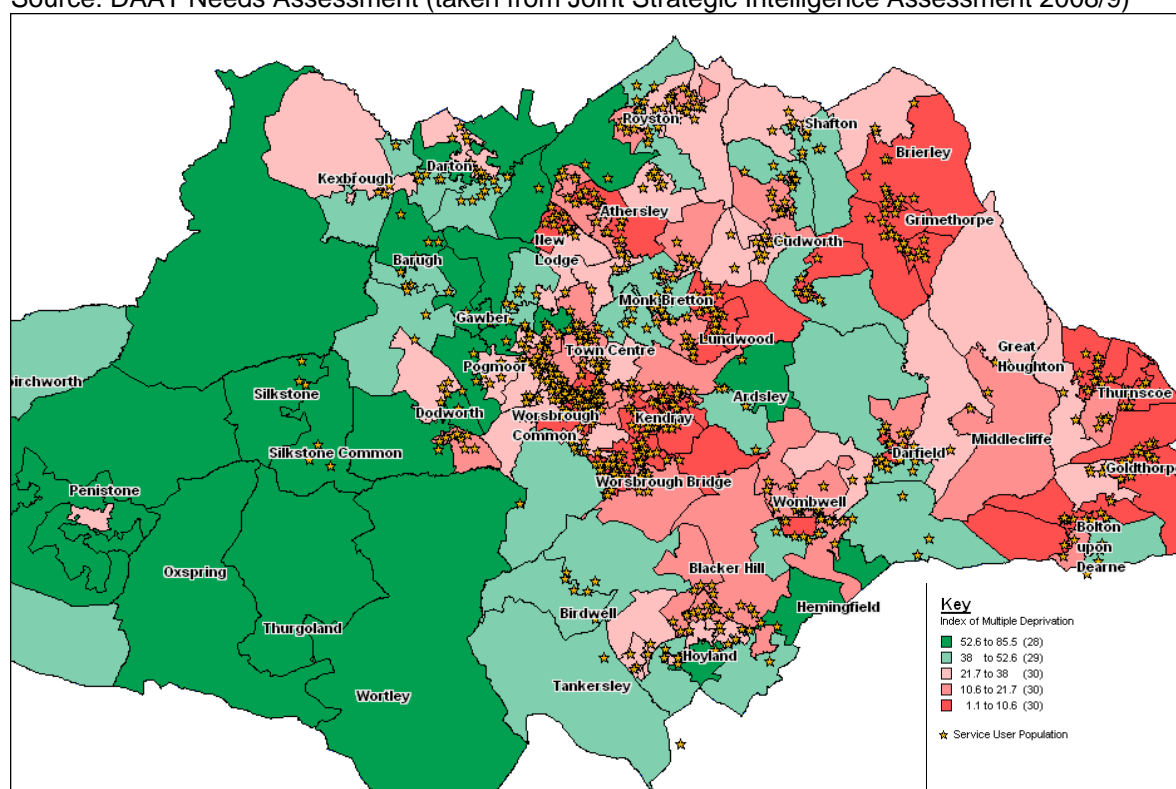 Source: DAAT Needs Assessment (taken from Joint Strategic Intelligence Assessment 2008/9)
Royston
Shafton
Brierley
Darton
Kexbrough
Athersley
Grimethorpe
New
Lodge
Cudworth
Barugh
Monk Bretton
Gawber
Lundwood
Town Centre
Great
Houghton
Pogmoor
birchworth
Silkstone
Ardsley
Thurnscoe
Dodworth
Worsbrough
Common
Kendray
Middlecliffe
Silkstone Common
Darfield
Goldthorp
Penistone
Worsbrough Bridge
Wombwell
Bolton
upon
Dearne
Oxspring
Blacker Hill
Birdwell
Hemingfield
Thurgoland
Hoyland
Tankersley
Wortley
Key
Index of Multiple Deprivation
52.6 to 85.5 (28)
38 to 52.6 (29)
21.7 to 38 (30)
10.6 to 21.7 (30)
1.1 to 10.6 (30)
Service User Population